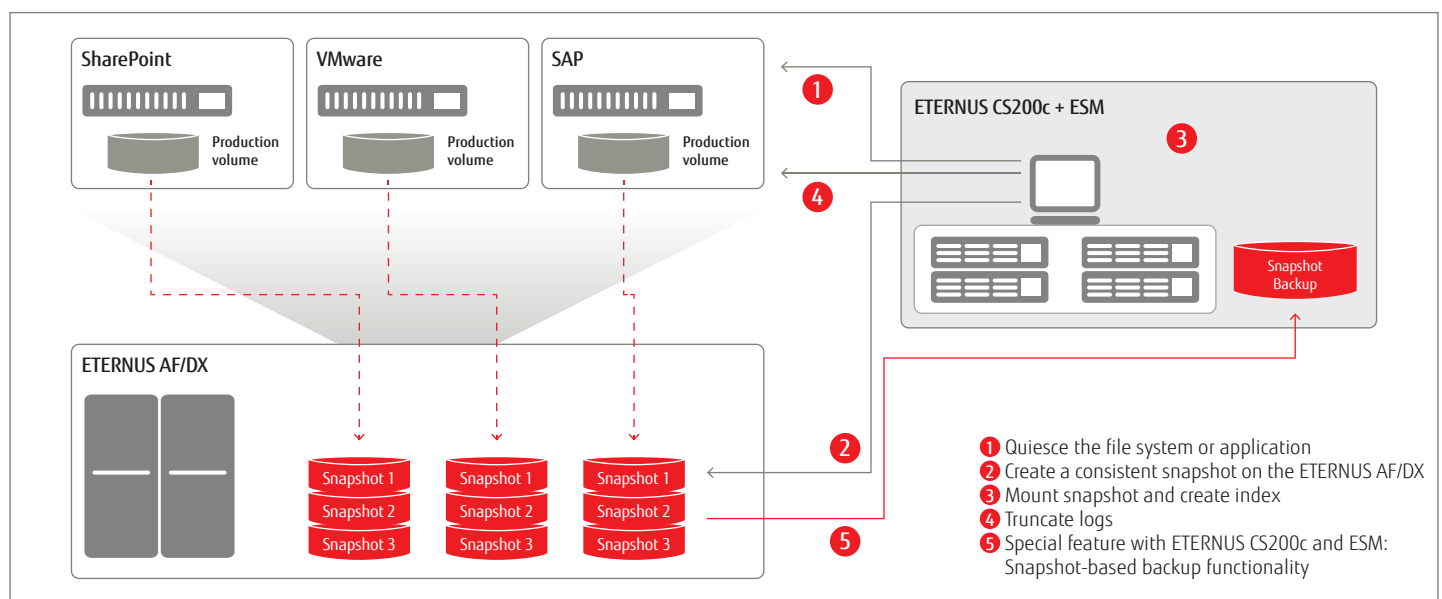 SharePoint
Production
volume
VMware
Production
volume
SAP
Production
volume
1
4
ETERNUS CS200c + ESM
3
Snapshot
Backup
ETERNUS AF/DX
Snapshot 1
Snapshot 2
Snapshot 3
Snapshot 1
Snapshot 2
Snapshot 3
Snapshot 1
Snapshot 2
Snapshot 3
2
5
1 Quiesce the file system or application
2 Create a consistent snapshot on the ETERNUS AF/DX
3 Mount snapshot and create index
4 Truncate logs
5 Special feature with ETERNUS CS200c and ESM:
Snapshot-based backup functionality